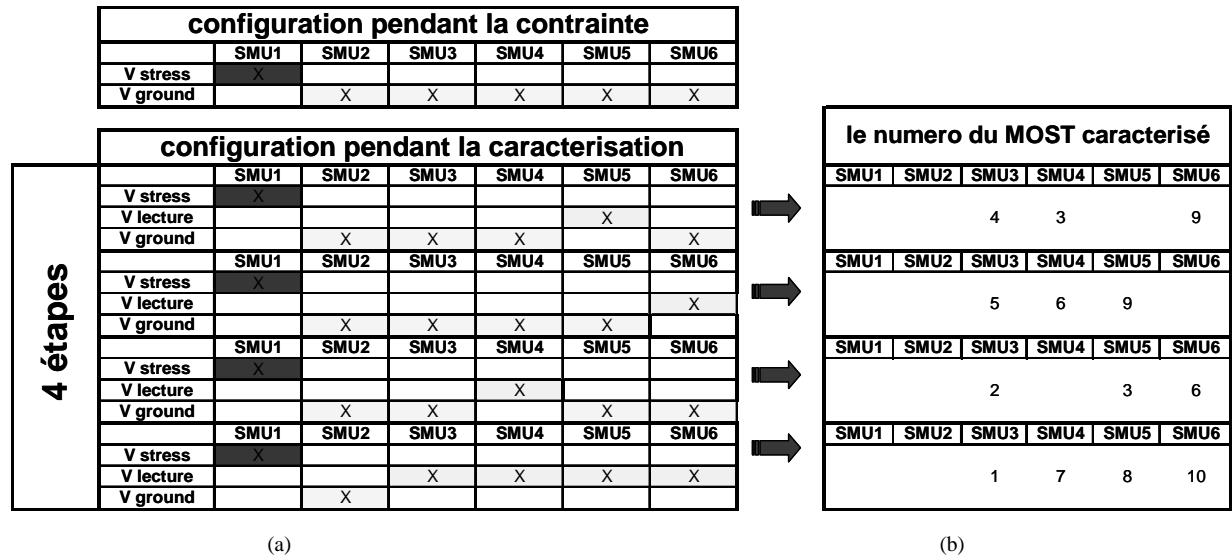 configuration pendant la contrainte
SMU1 SMU2 SMU3 SMU4 SMU5 SMU6
V stress X
V ground X X X X X
configuration pendant la caracterisation
4 étapes
SMU1 SMU2 SMU3 SMU4 SMU5 SMU6
V stress X
V lecture X
V ground X X X X
SMU1 SMU2 SMU3 SMU4 SMU5 SMU6
V stress X
V lecture X
V ground X X X X
SMU1 SMU2 SMU3 SMU4 SMU5 SMU6
V stress X
V lecture X
V ground X X X X
SMU1 SMU2 SMU3 SMU4 SMU5 SMU6
V stress X
V lecture X X X X
V ground X
(a)
le numero du MOST caracterisé
SMU1 SMU2 SMU3 SMU4 SMU5 SMU6
4 3 9
SMU1 SMU2 SMU3 SMU4 SMU5 SMU6
5 6 9
SMU1 SMU2 SMU3 SMU4 SMU5 SMU6
2 3 6
SMU1 SMU2 SMU3 SMU4 SMU5 SMU6
1 7 8 10
(b)